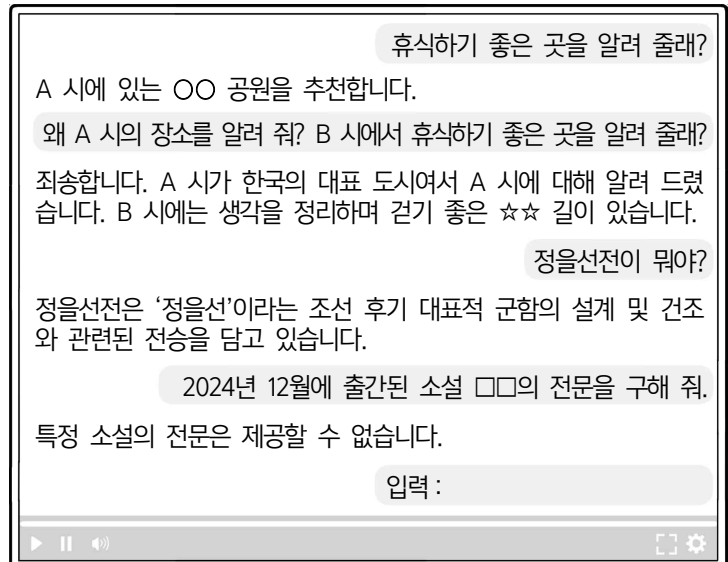 휴식하기 좋은 곳을 알려 줄래?
A 시에 있는 ○○ 공원을 추천합니다.
왜 A 시의 장소를 알려 줘? B 시에서 휴식하기 좋은 곳을 알려 줄래?
죄송합니다. A 시가 한국의 대표 도시여서 A 시에 대해 알려 드렸
습니다. B 시에는 생각을 정리하며 걷기 좋은 ☆☆ 길이 있습니다.
정을선전이 뭐야?
정을선전은 ‘정을선’이라는 조선 후기 대표적 군함의 설계 및 건조
와 관련된 전승을 담고 있습니다.
2024년 12월에 출간된 소설 □□의 전문을 구해 줘.
특정 소설의 전문은 제공할 수 없습니다.
입력 :